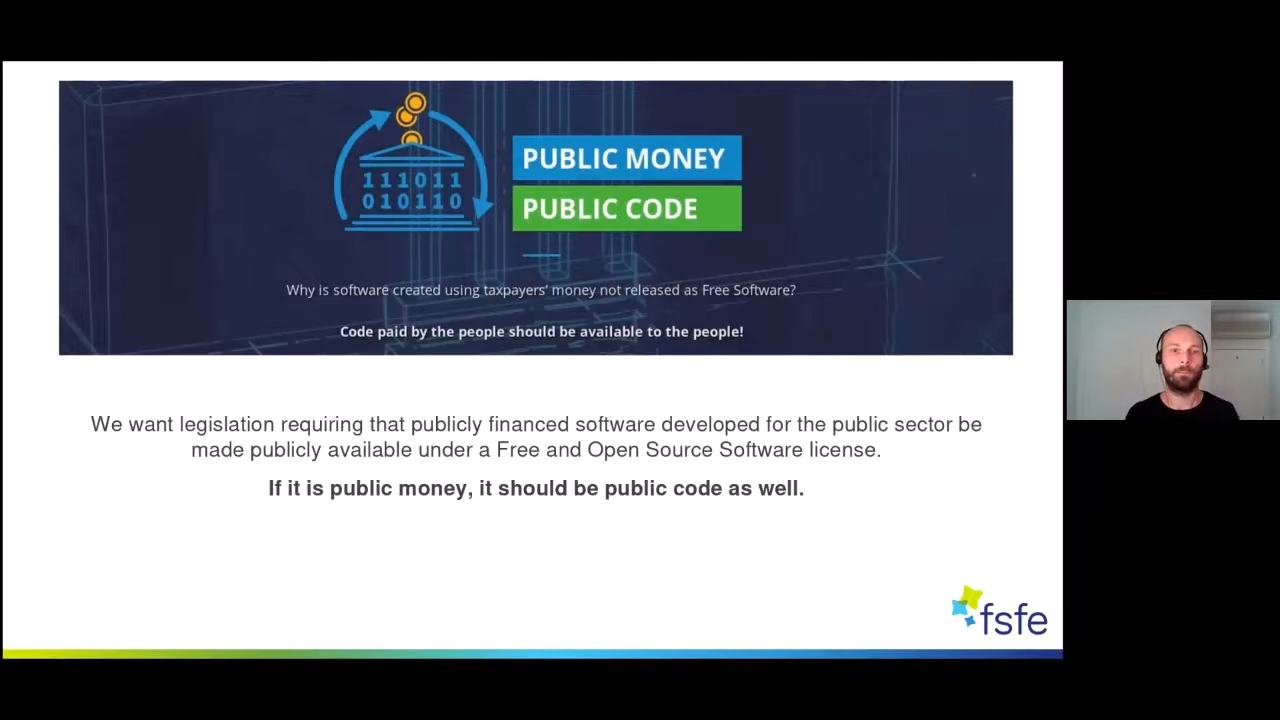 111011
010110
PUBLIC MONEY
PUBLIC CODE
Why is software created using taxpayers' money not released as Free Software?
Code paid by the people should be available to the people!
We want legislation requiring that publicly financed software developed for the public sector be
made publicly available under a Free and Open Source Software license.
If it is public money, it should be public code as well.
fsfe